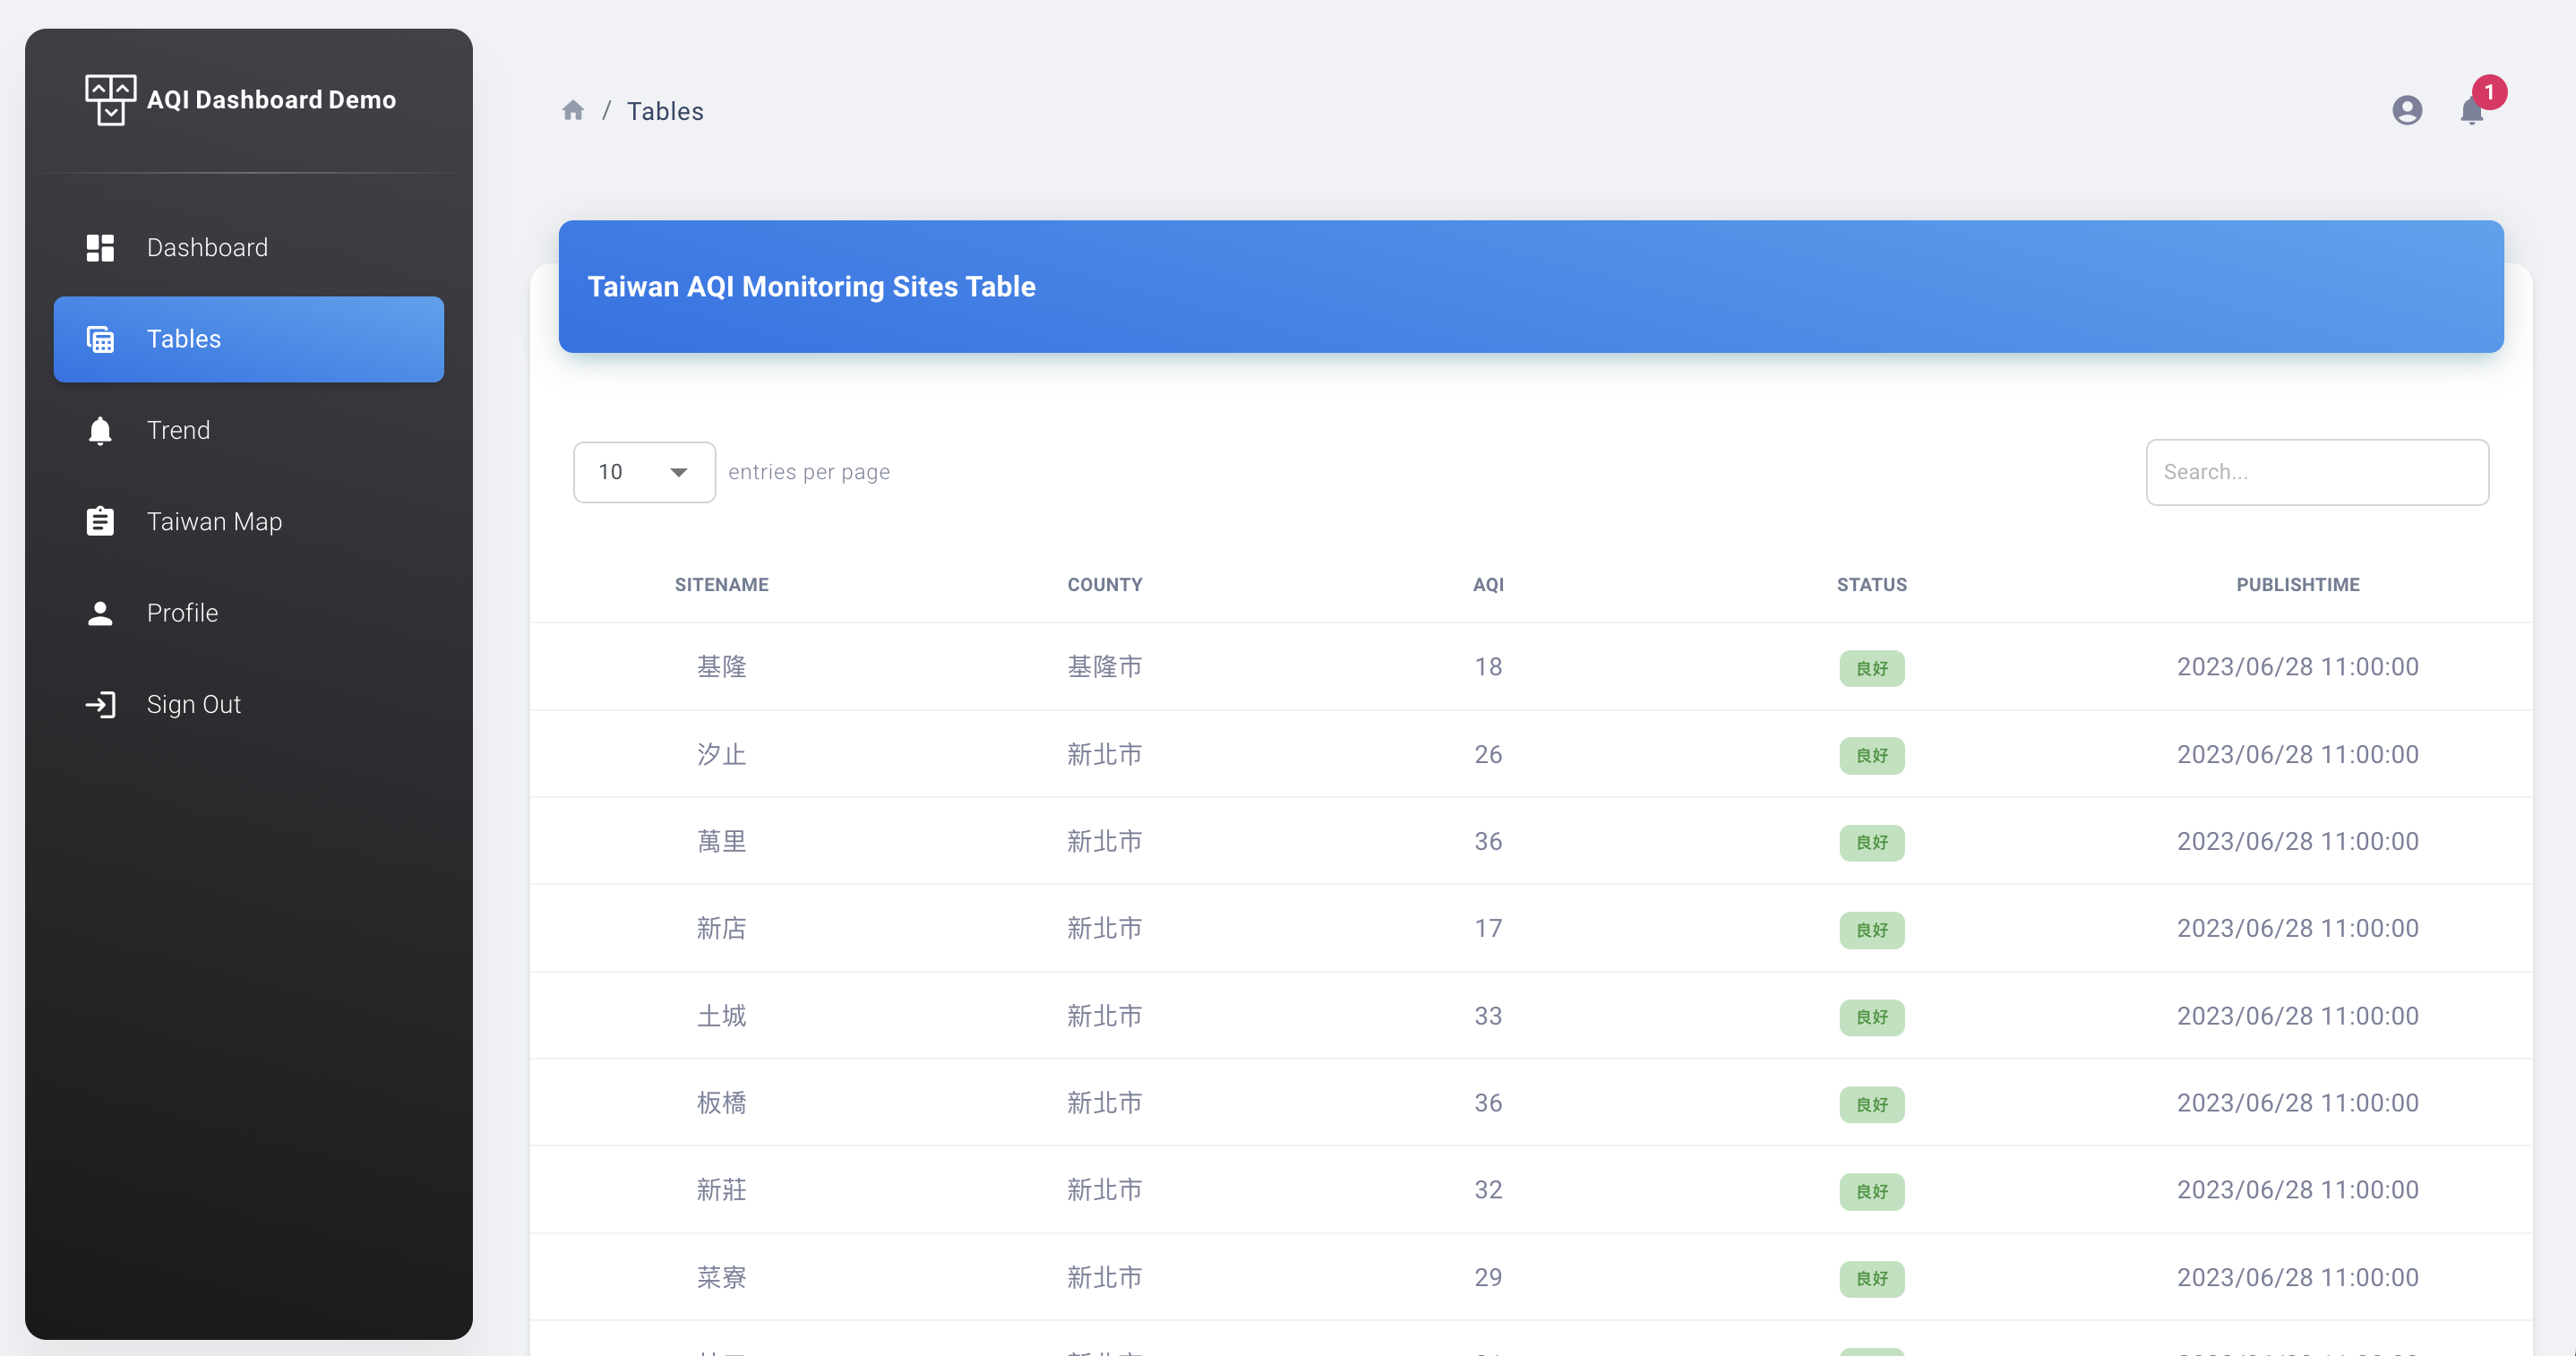 AQI Dashboard Demo
Dashboard
Tables
Trend
Taiwan Map
Profile
Sign Out
/ Tables
1
Taiwan AQI Monitoring Sites Table
10 entries per page
Search...
SITENAME COUNTY AQI STATUS PUBLISHTIME
基隆 基隆市 18 良好 2023/06/28 11:00:00
汐止 新北市 26 良好 2023/06/28 11:00:00
萬里 新北市 36 良好 2023/06/28 11:00:00
新店 新北市 17 良好 2023/06/28 11:00:00
土城 新北市 33 良好 2023/06/28 11:00:00
板橋 新北市 36 良好 2023/06/28 11:00:00
新莊 新北市 32 良好 2023/06/28 11:00:00
菜寮 新北市 29 良好 2023/06/28 11:00:00